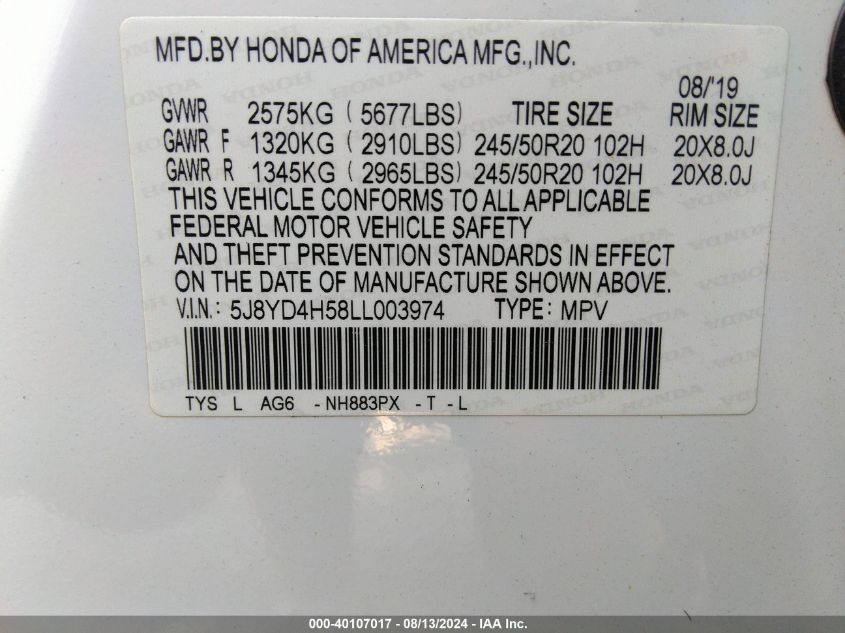 MFD.BY HONDA OF AMERICA MFG.,INC.
08/'19
GVWR 2575KG ( 5677LBS) TIRE SIZE RIM SIZE
GAWR F 1320KG ( 2910LBS) 245/50R20 102H 20X8.0J
GAWR R 1345KG ( 2965LBS) 245/50R20 102H 20X8.0J
THIS VEHICLE CONFORMS TO ALL APPLICABLE
FEDERAL MOTOR VEHICLE SAFETY
AND THEFT PREVENTION STANDARDS IN EFFECT
ON THE DATE OF MANUFACTURE SHOWN ABOVE.
V.I.N.: 5J8YD4H58LL003974 TYPE: MPV
TYS L AG6 -NH883PX -T -L
000-40107017 - 08/13/2024 - IAA Inc.